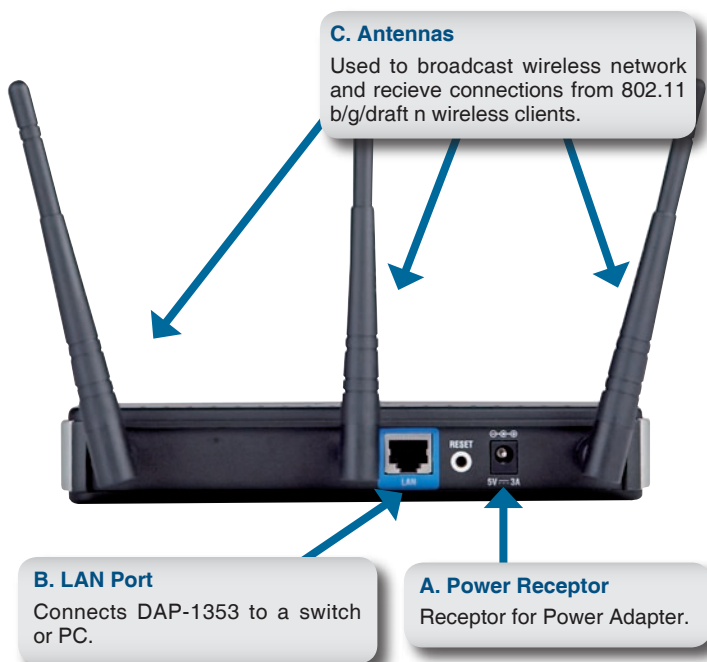 C. Antennas
Used to broadcast wireless network
and recieve connections from 802.11
b/g/draft n wireless clients.
RESET
LAN
5V ⎓ 3A
B. LAN Port
Connects DAP-1353 to a switch
or PC.
A. Power Receptor
Receptor for Power Adapter.